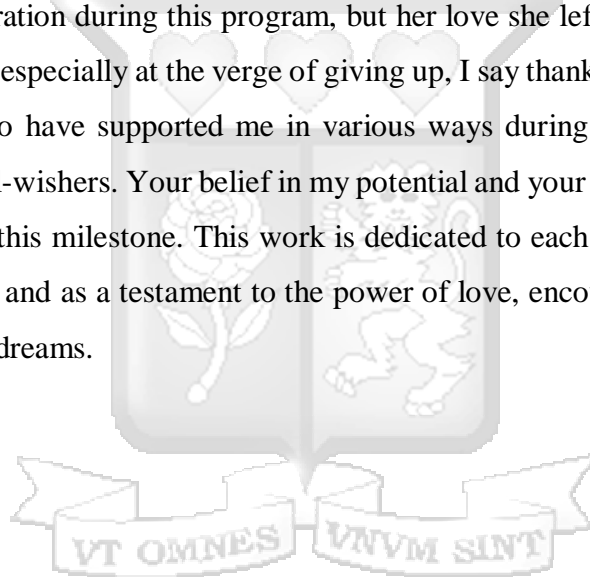 ration during this program, but her love she lef
especially at the verge of giving up, I say thank
o have supported me in various ways during
-wishers. Your belief in my potential and your
this milestone. This work is dedicated to each
and as a testament to the power of love, enco
dreams.
VT OMNES VNVM SINT